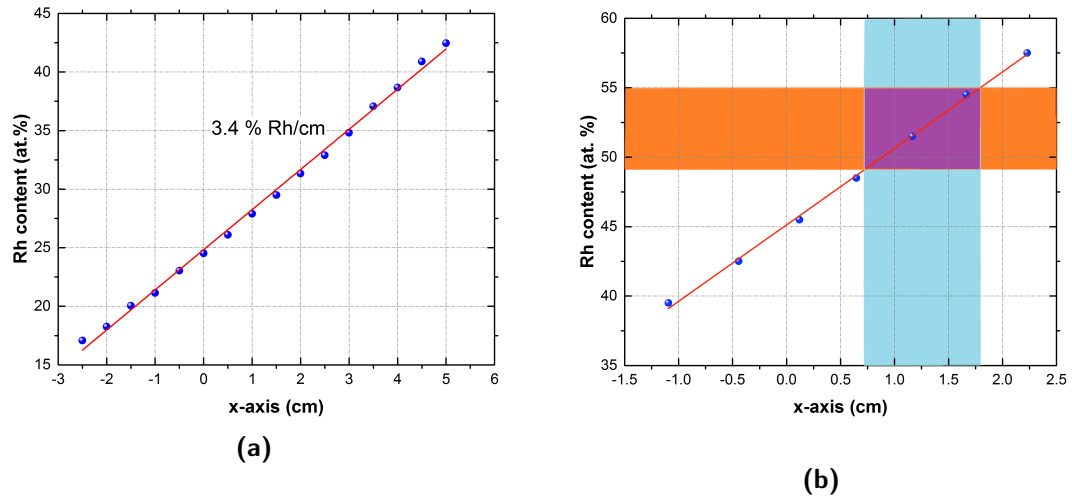 45
40
35
30
25
20
15
Rh content (at.%)
3.4 % Rh/cm
-3 -2 -1 0 1 2 3 4 5 6
x-axis (cm)
(a)
60
55
50
45
40
35
Rh content (at. %)
-1.5 -1.0 -0.5 0.0 0.5 1.0 1.5 2.0 2.5
x-axis (cm)
(b)